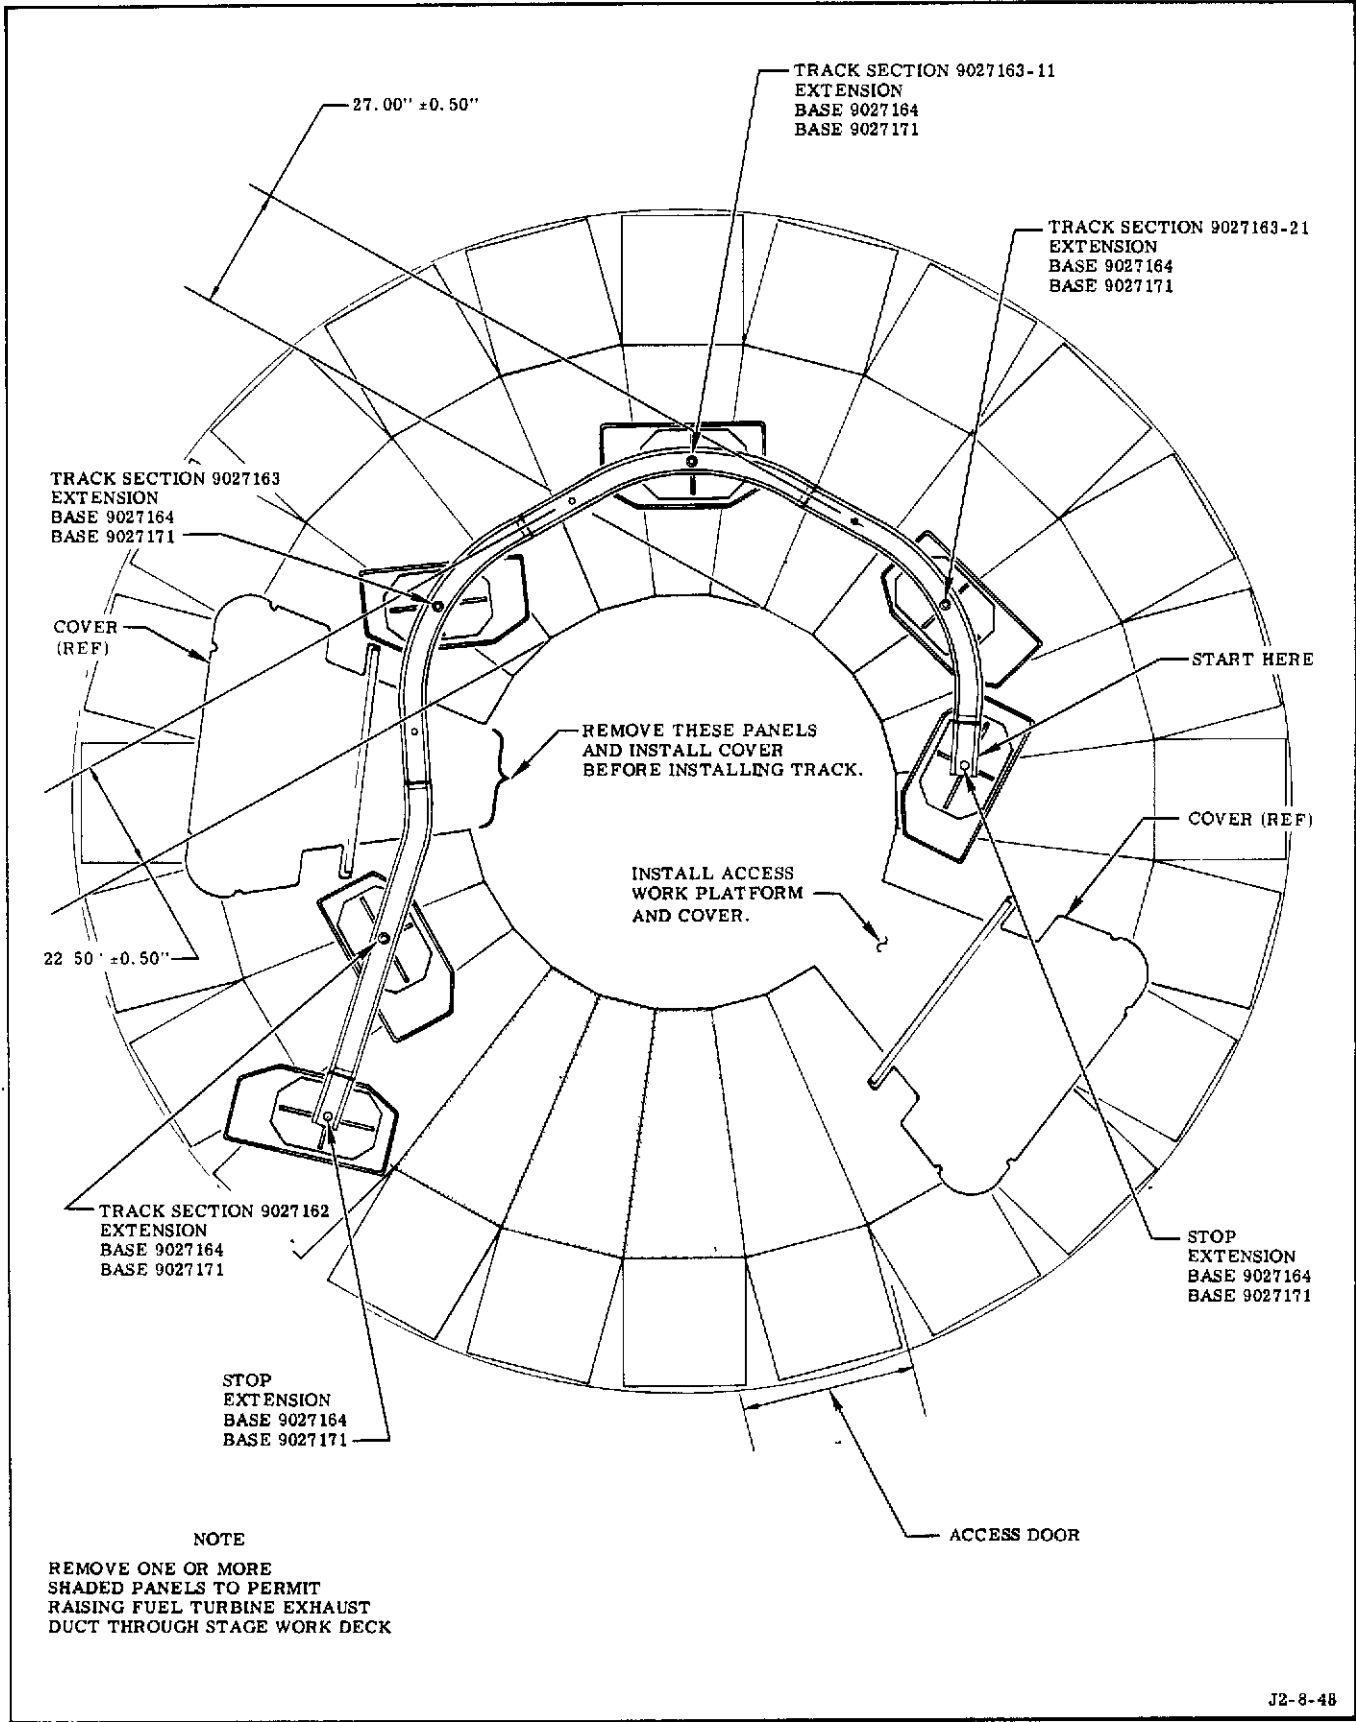 27.00" ±0.50"
TRACK SECTION 9027163-11
EXTENSION
BASE 9027164
BASE 9027171
TRACK SECTION 9027163-21
EXTENSION
BASE 9027164
BASE 9027171
TRACK SECTION 9027163
EXTENSION
BASE 9027164
BASE 9027171
COVER
(REF)
START HERE
REMOVE THESE PANELS
AND INSTALL COVER
BEFORE INSTALLING TRACK.
COVER (REF)
INSTALL ACCESS
WORK PLATFORM
AND COVER.
22 50' ±0.50"
TRACK SECTION 9027162
EXTENSION
BASE 9027164
BASE 9027171
STOP
EXTENSION
BASE 9027164
BASE 9027171
STOP
EXTENSION
BASE 9027164
BASE 9027171
ACCESS DOOR
NOTE
REMOVE ONE OR MORE
SHADED PANELS TO PERMIT
RAISING FUEL TURBINE EXHAUST
DUCT THROUGH STAGE WORK DECK
J2-8-48